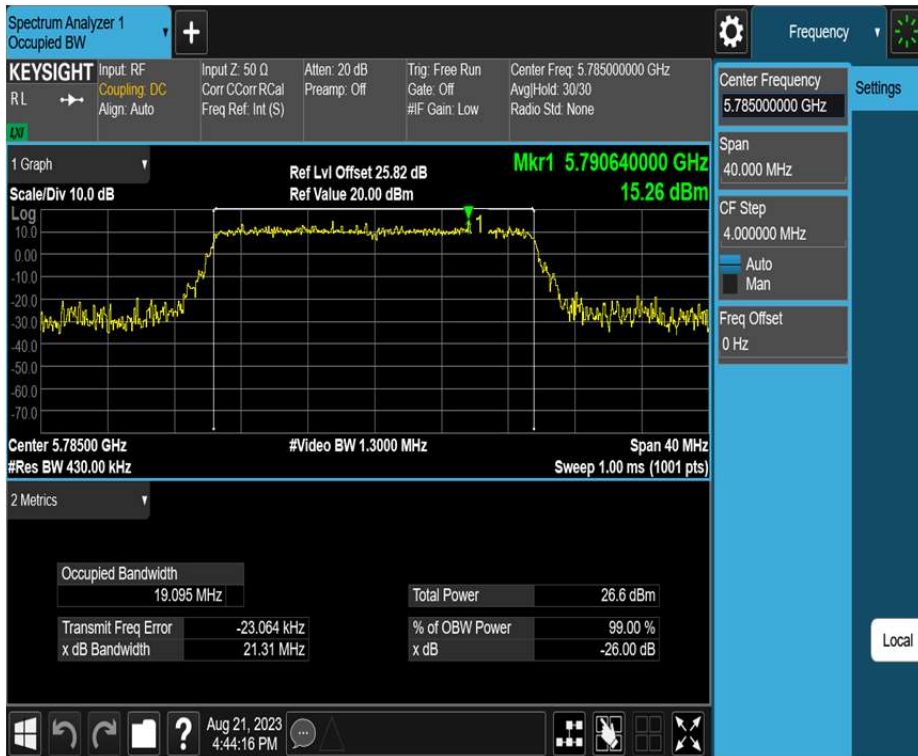 Spectrum Analyzer 1
Occupied BW
+
Frequency
KEYSIGHT
R L
LXI
Input: RF
Coupling: DC
Align: Auto
Input Z: 50 Ω
Corr CCorr RCal
Freq Ref: Int (S)
Atten: 20 dB
Preamp: Off
Trig: Free Run
Gate: Off
#IF Gain: Low
Center Freq: 5.785000000 GHz
Avg|Hold: 30/30
Radio Std: None
Center Frequency
5.785000000 GHz
Settings
Span
40.000 MHz
CF Step
4.000000 MHz
Auto
Man
Freq Offset
0 Hz
Local
1 Graph
Scale/Div 10.0 dB
Ref Lvl Offset 25.82 dB
Ref Value 20.00 dBm
Mkr1 5.790640000 GHz
15.26 dBm
Log
10.0
0.00
-10.0
-20.0
-30.0
-40.0
-50.0
-60.0
-70.0
1
Center 5.78500 GHz
#Video BW 1.3000 MHz
Span 40 MHz
#Res BW 430.00 kHz
Sweep 1.00 ms (1001 pts)
2 Metrics
Occupied Bandwidth
19.095 MHz
Total Power 26.6 dBm
Transmit Freq Error -23.064 kHz
% of OBW Power 99.00 %
x dB Bandwidth 21.31 MHz
x dB -26.00 dB
?
Aug 21, 2023
4:44:16 PM